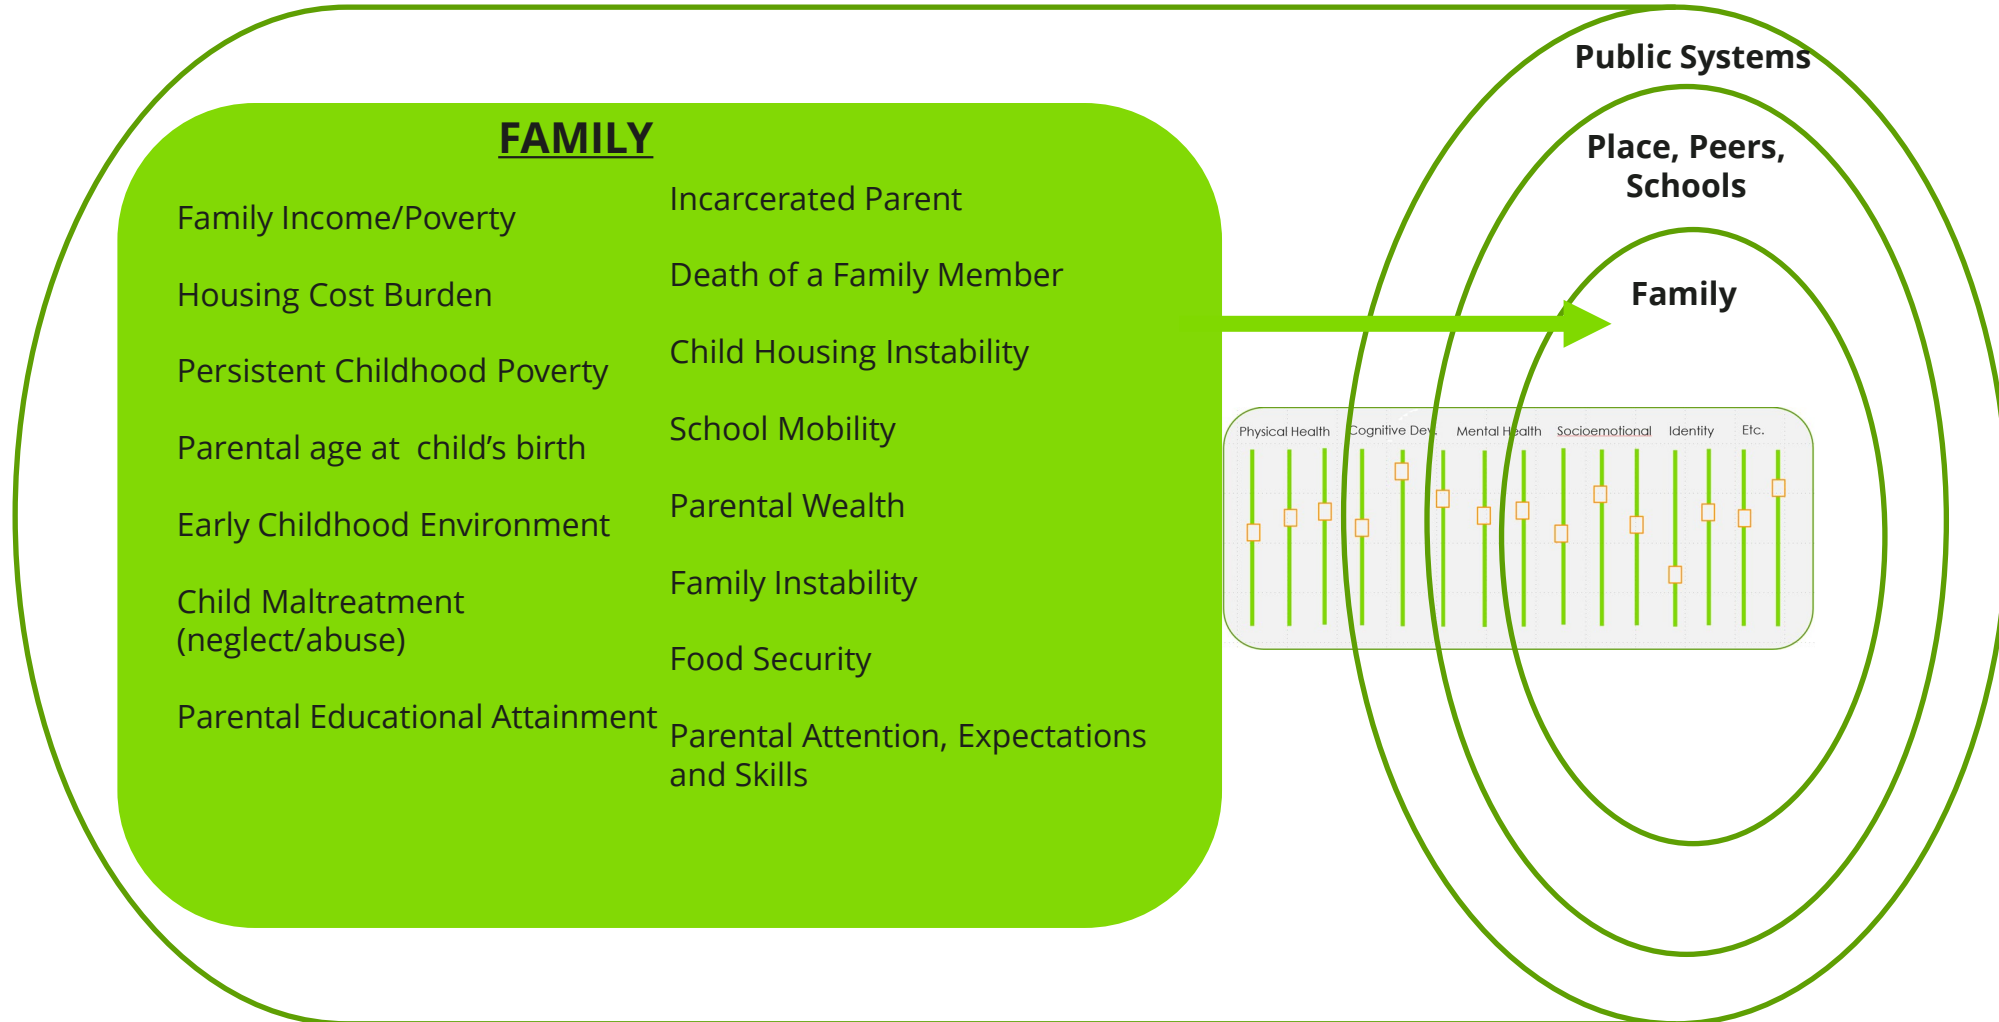 FAMILY
Family Income/Poverty
Housing Cost Burden
Persistent Childhood Poverty
Parental age at  child’s birth
Early Childhood Environment
Child Maltreatment
(neglect/abuse)
Parental Educational Attainment
Incarcerated Parent
Death of a Family Member
Child Housing Instability
School Mobility
Parental Wealth
Family Instability
Food Security
Parental Attention, Expectations
and Skills
Public Systems
Place, Peers,
Schools
Family
Physical Health Cognitive Dev. Mental Health Socioemotional Identity Etc.